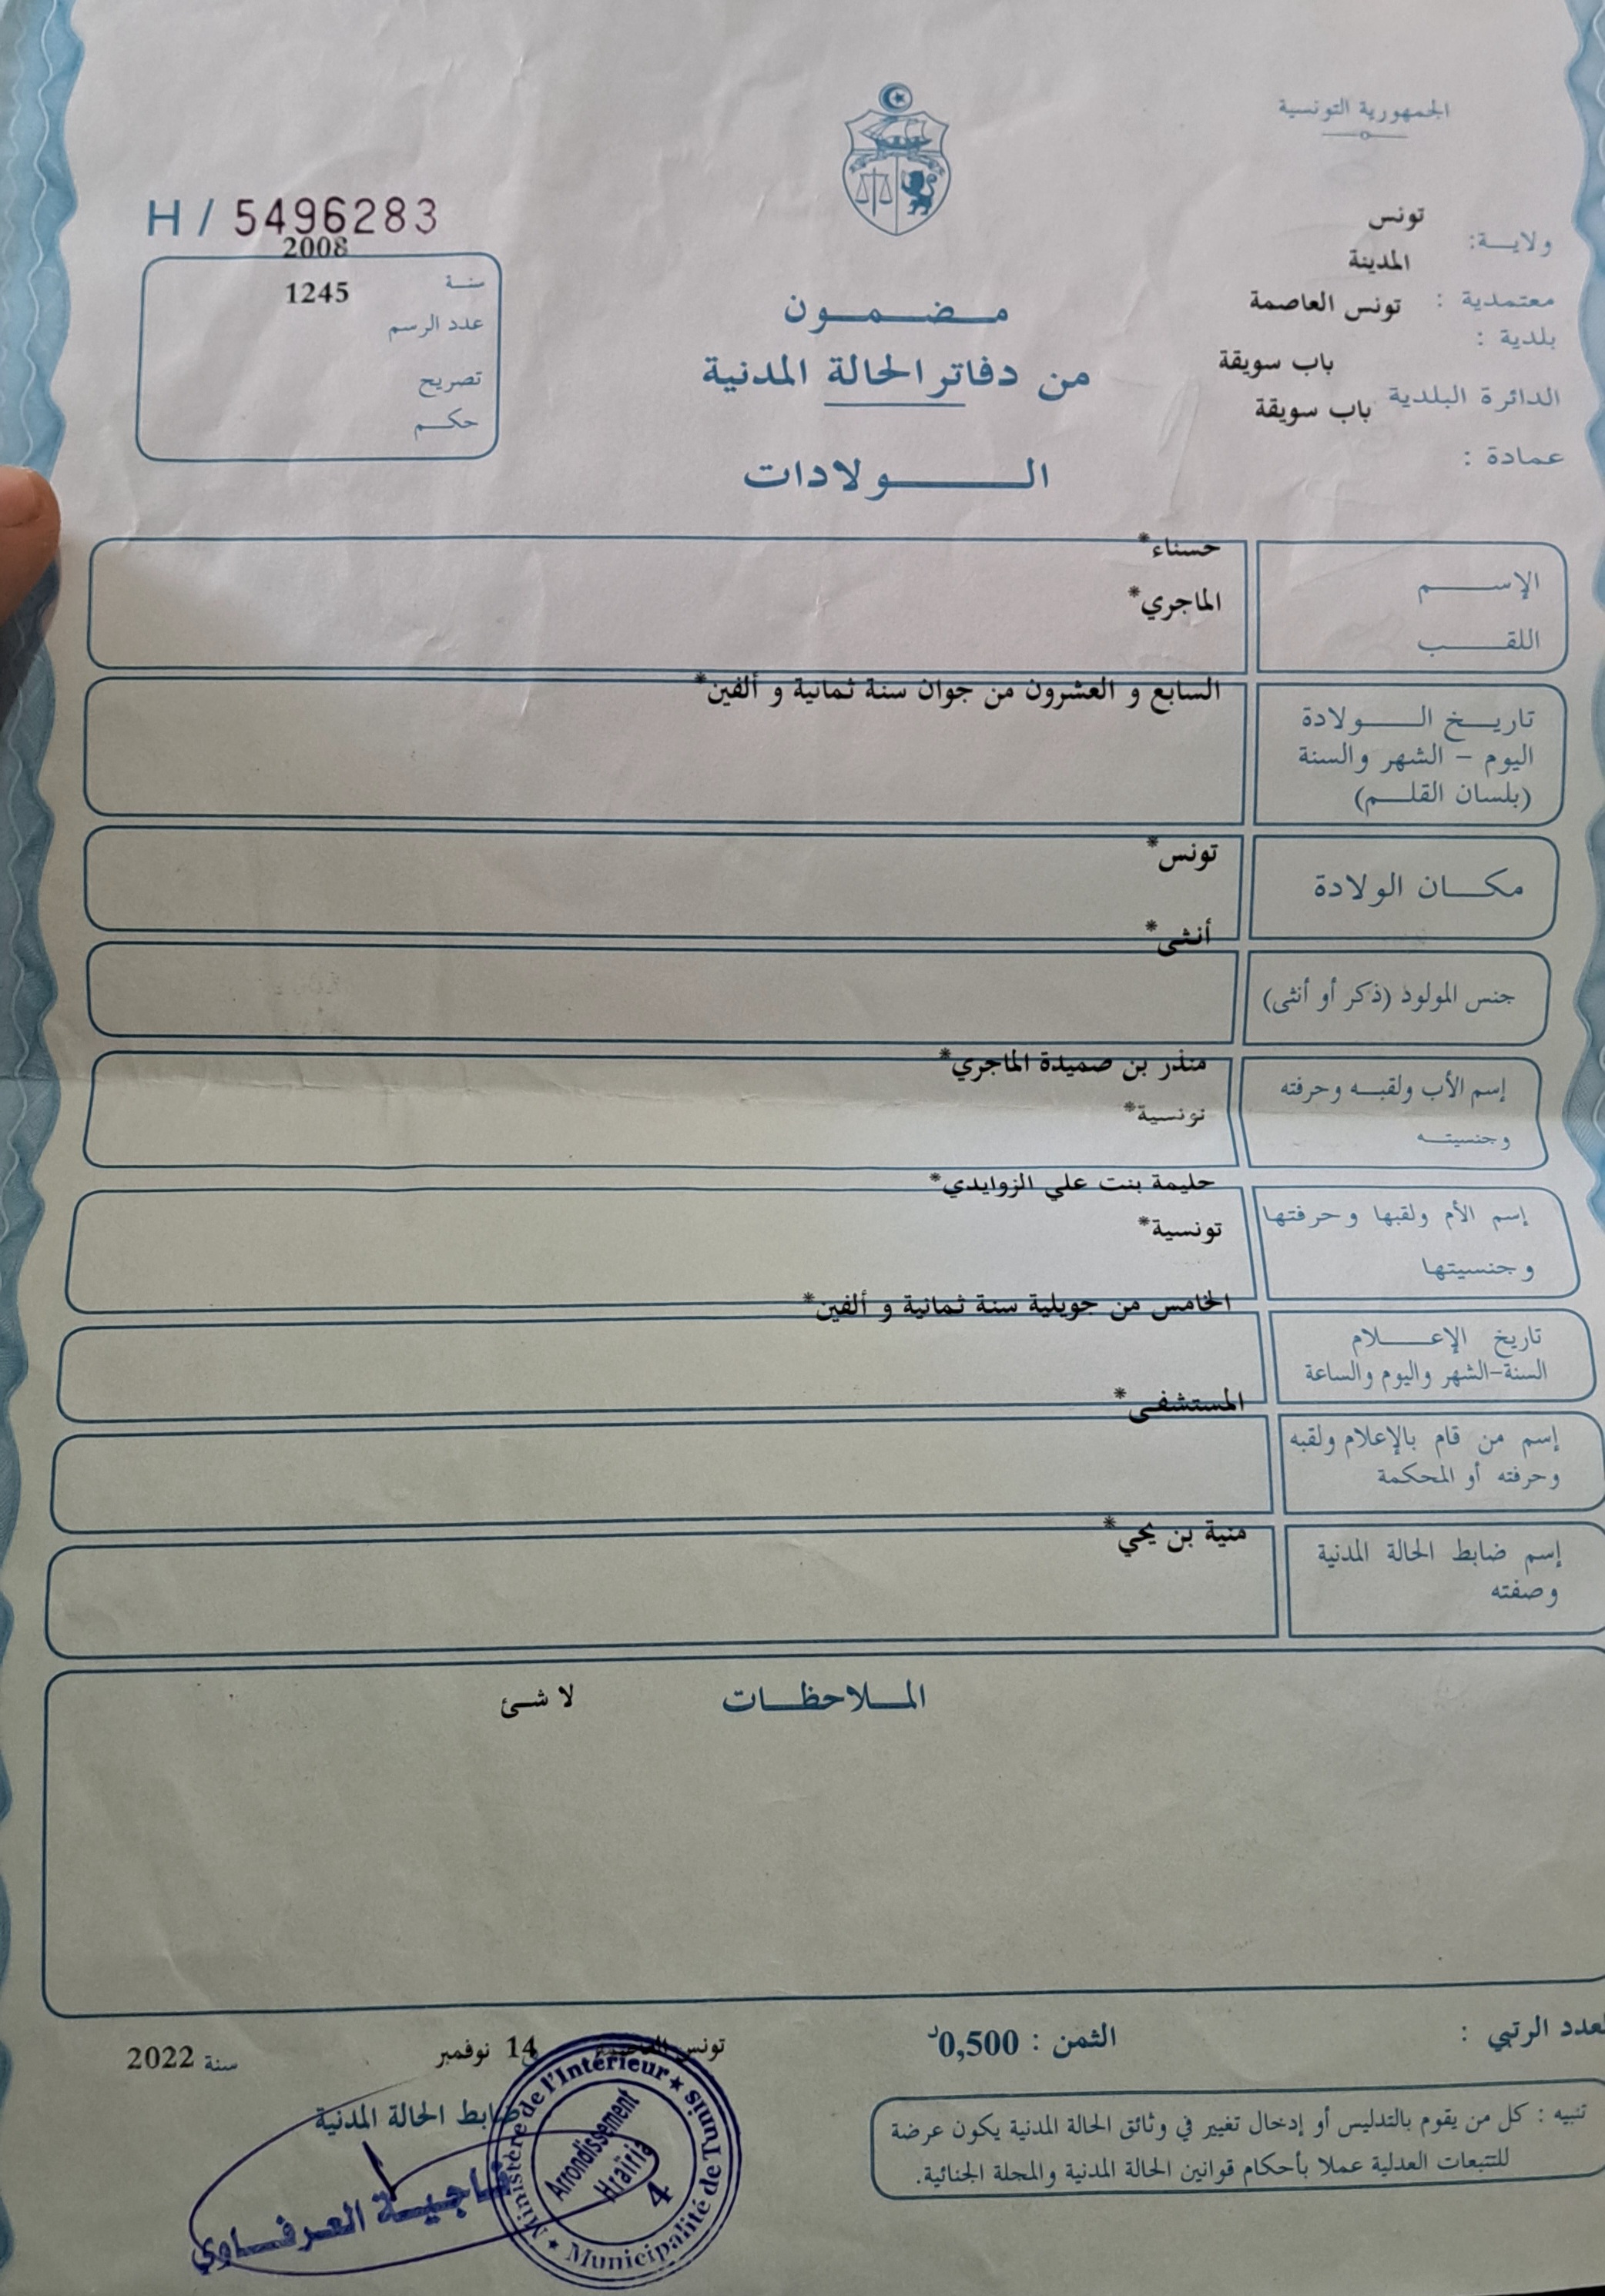 الجمهورية التونسية
ولايـــة: تونس
معتمدية : المدينة
بلدية : تونس العاصمة
الدائرة البلدية باب سويقة
عمادة : باب سويقة
H / 5496283
سنة 2008
عدد الرسم 1245
تصريح
حكم
مضمون
من دفاتر الحالة المدنية
الولادات
الإسم حسناء*
اللقب الماجري*
تاريخ الولادة السابع و العشرون من جوان سنة ثمانية و ألفين*
اليوم - الشهر والسنة
(بلسان القلم)
مكان الولادة تونس*
جنس المولود (ذكر أو أنثى) أنثى*
إسم الأب ولقبه وحرفته منذر بن صميدة الماجري*
وجنسيته تونسية*
إسم الأم ولقبها وحرفتها حليمة بنت علي الزوايدي*
وجنسيتها تونسية*
تاريخ الإعلام الخامس من جويلية سنة ثمانية و ألفين*
السنة-الشهر واليوم والساعة
إسم من قام بالإعلام ولقبه المستشفى*
وحرفته أو المحكمة
إسم ضابط الحالة المدنية منية بن يحي*
وصفته
الملاحظات لا شئ
العدد الرتبي :
الثمن : 0,500د
تونس العاصمة في 14 نوفمبر سنة 2022
ضابط الحالة المدنية
ناجية العرفاوي
Ministère de l'Intérieur
Municipalité de Tunis
Arrondissement
Hraïria
4
تنبيه : كل من يقوم بالتدليس أو إدخال تغيير في وثائق الحالة المدنية يكون عرضة
للتتبعات العدلية عملا بأحكام قوانين الحالة المدنية والمجلة الجنائية.